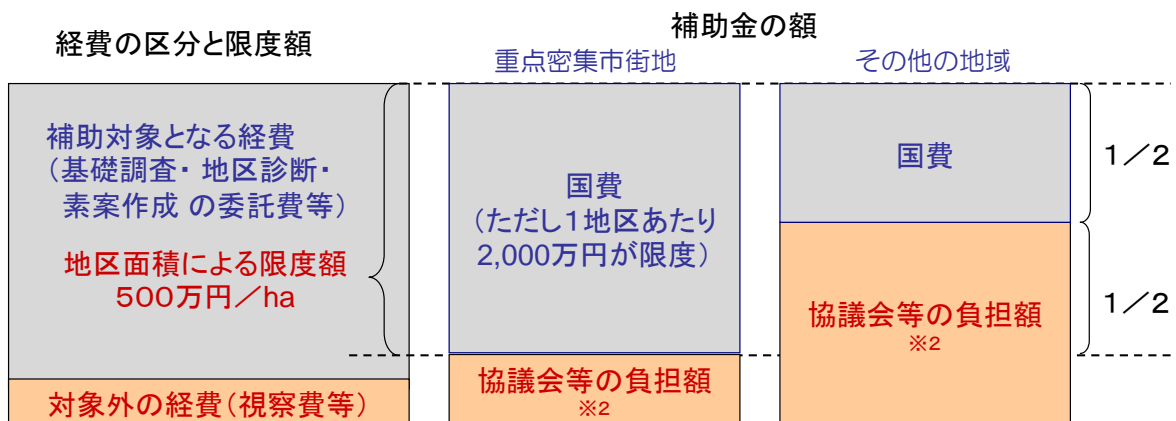 経費の区分と限度額
補助対象となる経費
(基礎調査・地区診断・
素案作成 の委託費等)
地区面積による限度額
500万円/ha
対象外の経費(視察費等)
補助金の額
重点密集市街地
国費
(ただし1地区あたり
2,000万円が限度)
協議会等の負担額
※2
その他の地域
国費
協議会等の負担額
※2
1/2
1/2